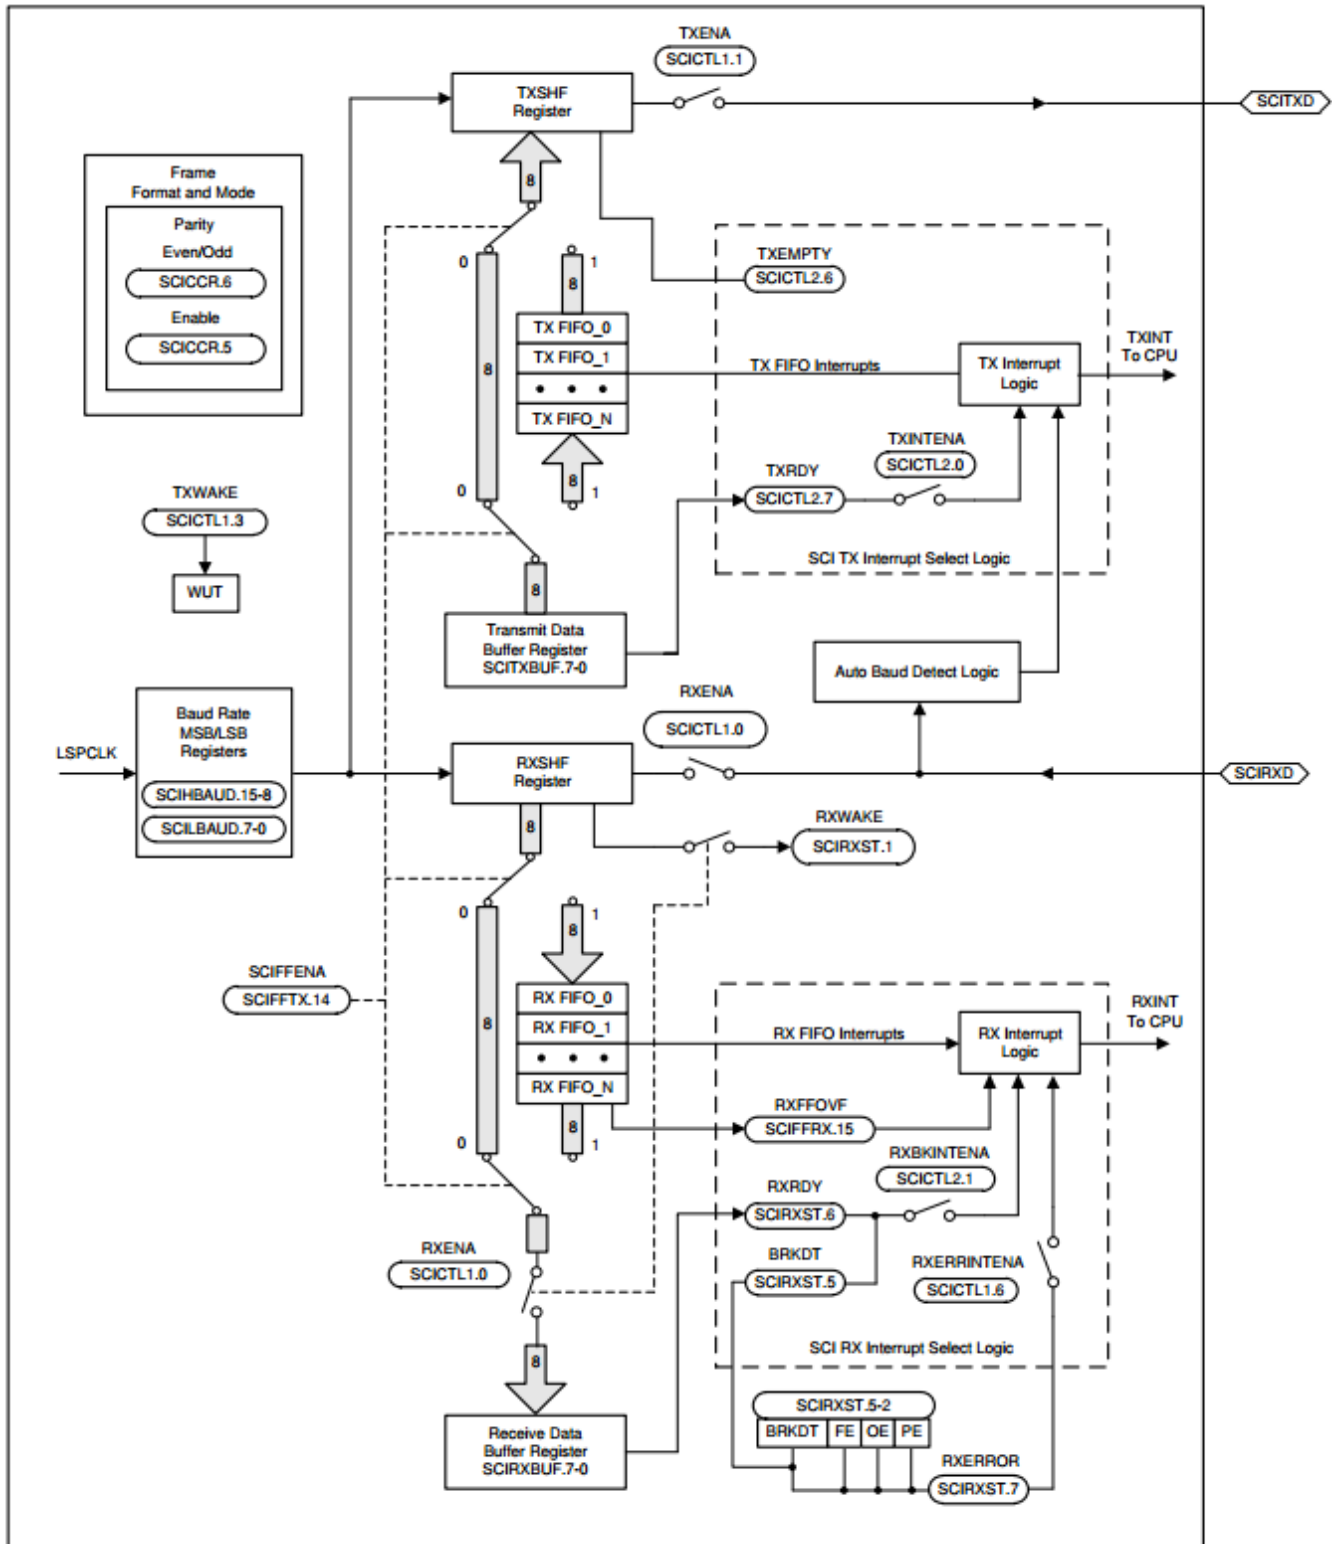 TXENA
SCICTL1.1
TXSHF
Register
SCITXD
Frame
Format and Mode
Parity
Even/Odd
SCICCR.6
Enable
SCICCR.5
8
0
1
8
TXEMPTY
SCICTL2.6
TX FIFO_0
TX FIFO_1
• • •
TX FIFO_N
8
TX FIFO Interrupts
TX Interrupt
Logic
TXINT
To CPU
TXINTENA
SCICTL2.0
TXRDY
SCICTL2.7
0
8
1
SCI TX Interrupt Select Logic
TXWAKE
SCICTL1.3
WUT
8
Transmit Data
Buffer Register
SCITXBUF.7-0
Auto Baud Detect Logic
RXENA
SCICTL1.0
LSPCLK
Baud Rate
MSB/LSB
Registers
SCIHBAUD.15-8
SCILBAUD.7-0
RXSHF
Register
SCIRXD
8
RXWAKE
SCIRXST.1
0
1
8
SCIFFENA
SCIFFTX.14
8
RX FIFO_0
RX FIFO_1
• • •
RX FIFO_N
RX FIFO Interrupts
RX Interrupt
Logic
RXINT
To CPU
RXFFOVF
SCIFFRX.15
0
8
1
RXBKINTENA
SCICTL2.1
RXRDY
SCIRXST.6
BRKDT
SCIRXST.5
RXERRINTENA
SCICTL1.6
RXENA
SCICTL1.0
SCI RX Interrupt Select Logic
8
SCIRXST.5-2
BRKDT FE OE PE
Receive Data
Buffer Register
SCIRXBUF.7-0
RXERROR
SCIRXST.7